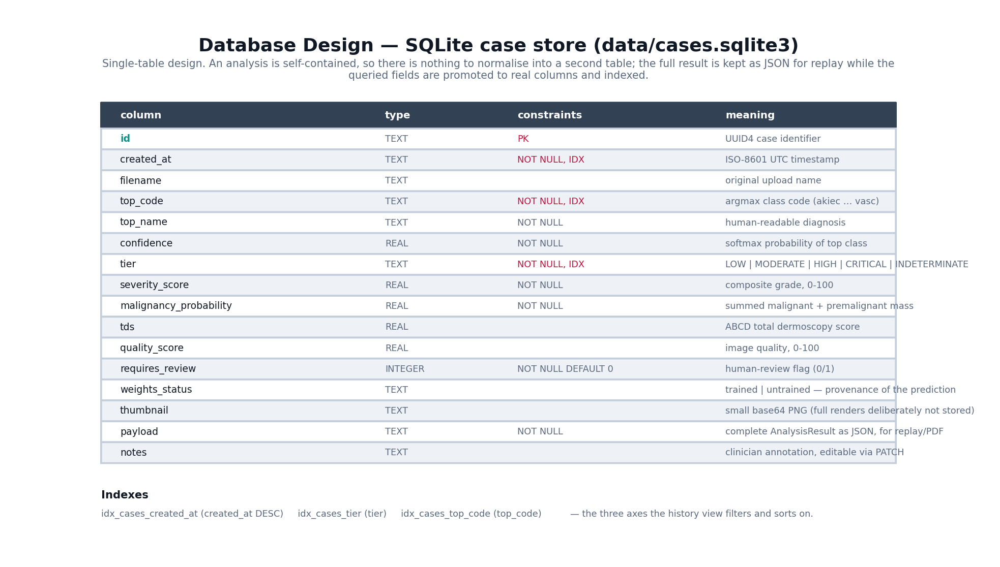 Database Design — SQLite case store (data/cases.sqlite3)
Single-table design. An analysis is self-contained, so there is nothing to normalise into a second table; the full result is kept as JSON for replay while the
queried fields are promoted to real columns and indexed.
column type constraints meaning
id TEXT PK UUID4 case identifier
created_at TEXT NOT NULL, IDX ISO-8601 UTC timestamp
filename TEXT original upload name
top_code TEXT NOT NULL, IDX argmax class code (akiec … vasc)
top_name TEXT NOT NULL human-readable diagnosis
confidence REAL NOT NULL softmax probability of top class
tier TEXT NOT NULL, IDX LOW | MODERATE | HIGH | CRITICAL | INDETERMINATE
severity_score REAL NOT NULL composite grade, 0-100
malignancy_probability REAL NOT NULL summed malignant + premalignant mass
tds REAL ABCD total dermoscopy score
quality_score REAL image quality, 0-100
requires_review INTEGER NOT NULL DEFAULT 0 human-review flag (0/1)
weights_status TEXT trained | untrained — provenance of the prediction
thumbnail TEXT small base64 PNG (full renders deliberately not stored)
payload TEXT NOT NULL complete AnalysisResult as JSON, for replay/PDF
notes TEXT clinician annotation, editable via PATCH
Indexes
idx_cases_created_at (created_at DESC) idx_cases_tier (tier) idx_cases_top_code (top_code) — the three axes the history view filters and sorts on.